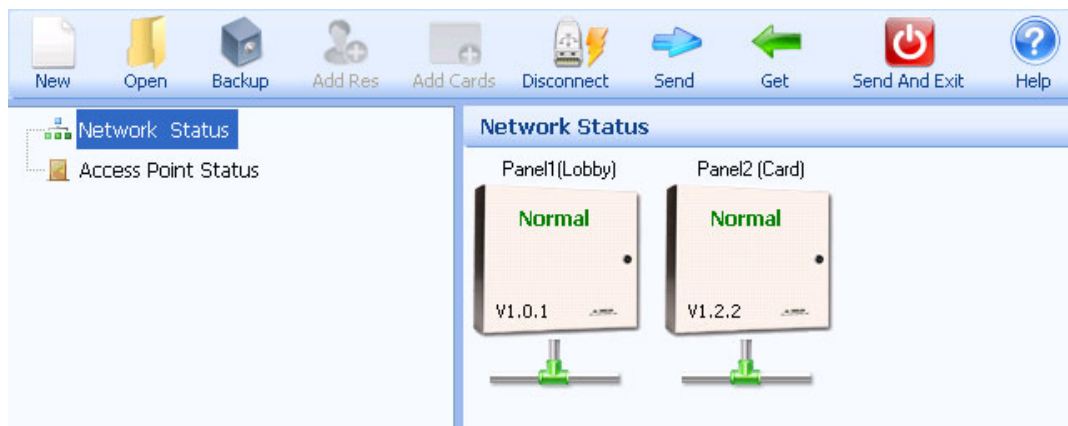 New Open Backup Add Res Add Cards Disconnect Send Get Send And Exit Help
Network Status
Access Point Status
Network Status
Panel1(Lobby) Panel2 (Card)
Normal Normal
V1.0.1 V1.2.2